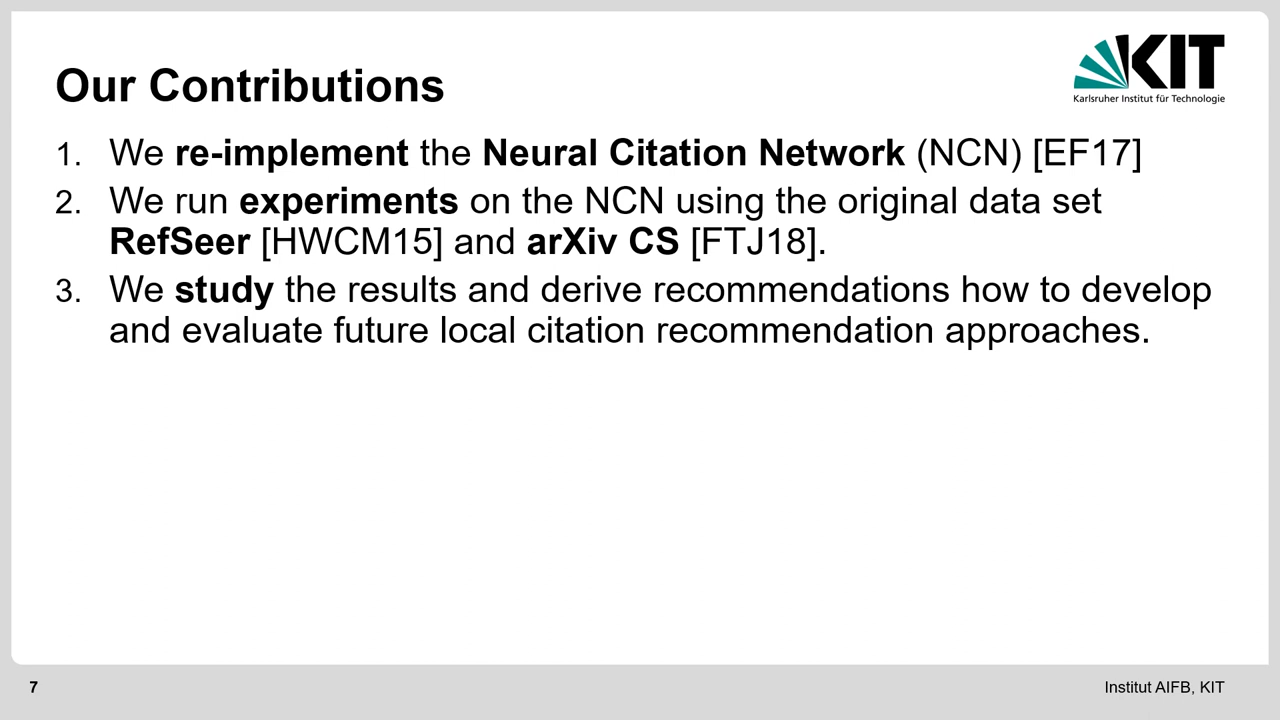 KIT
Karlsruher Institut für Technologie
Our Contributions
1. We re-implement the Neural Citation Network (NCN) [EF17]
2. We run experiments on the NCN using the original data set
RefSeer [HWCM15] and arXiv CS [FTJ18].
3. We study the results and derive recommendations how to develop
and evaluate future local citation recommendation approaches.
7
Institut AIFB, KIT